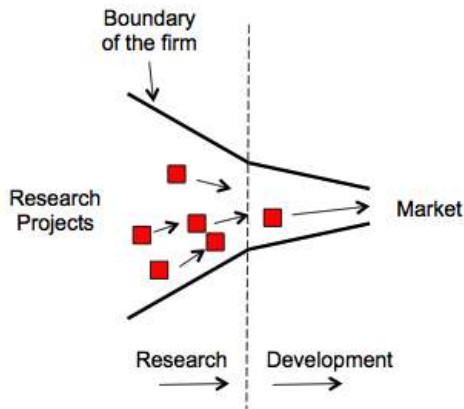 Boundary
of the firm
Research
Projects
Market
Research
Development